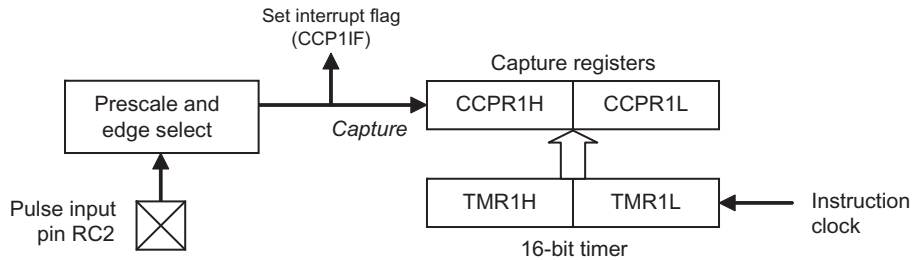 Set interrupt flag
(CCP1IF)
Capture registers
Prescale and
edge select
CCPR1H
CCPR1L
Capture
TMR1H
TMR1L
Instruction
clock
Pulse input
pin RC2
16-bit timer